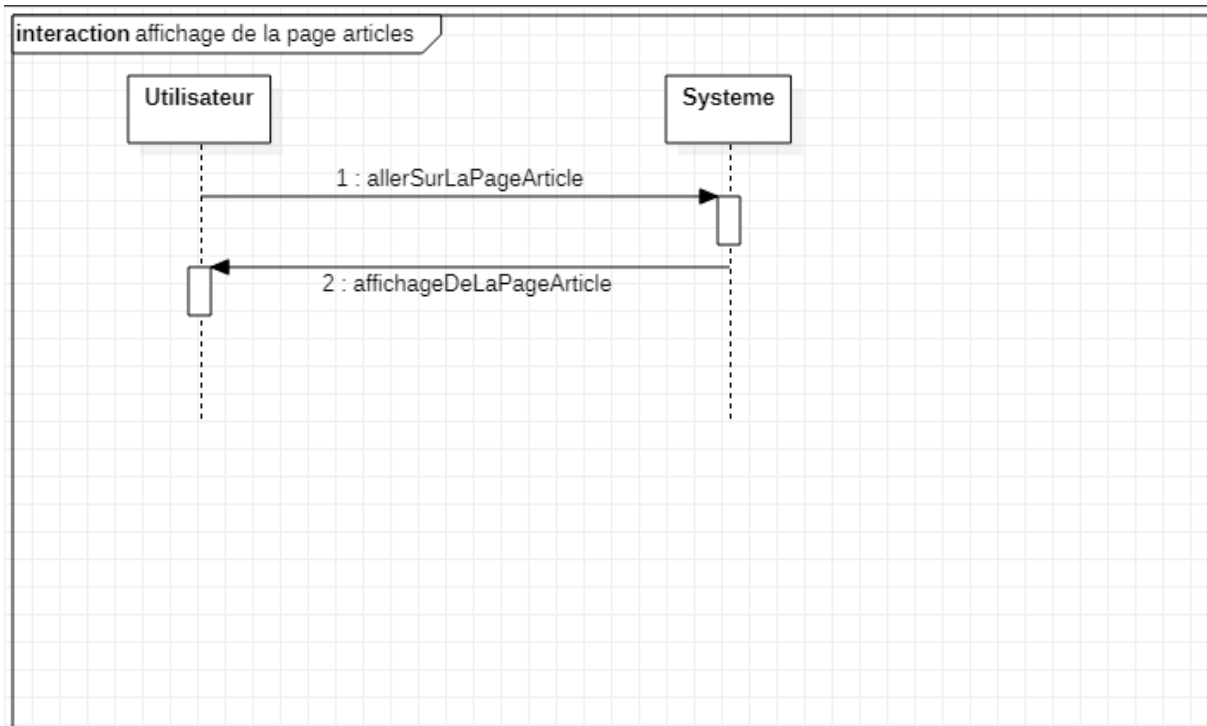 interaction affichage de la page articles
Utilisateur
Systeme
1 : allerSurLaPageArticle
2 : affichageDeLaPageArticle